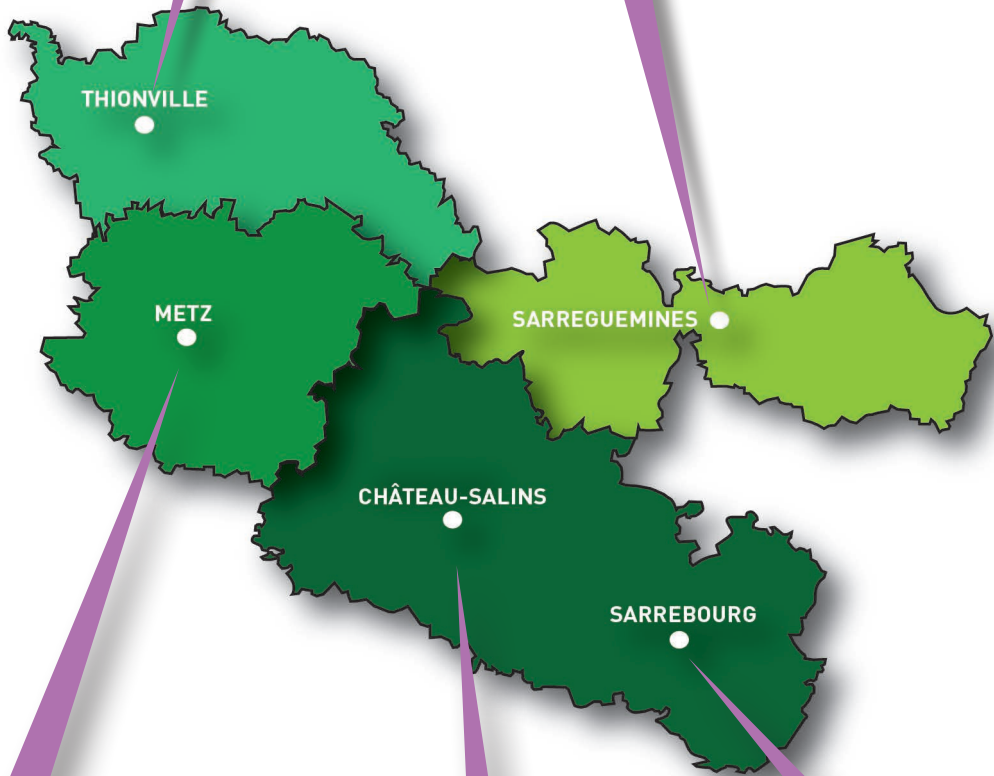 THIONVILLE
METZ
SARREGUEMINES
CHÂTEAU-SALINS
SARREBOURG